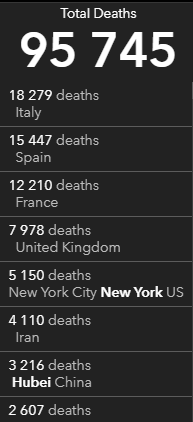 Total Deaths
95 745
18 279 deaths
Italy
15 447 deaths
Spain
12 210 deaths
France
7 978 deaths
United Kingdom
5 150 deaths
New York City New York US
4 110 deaths
Iran
3 216 deaths
Hubei China
2 607 deaths